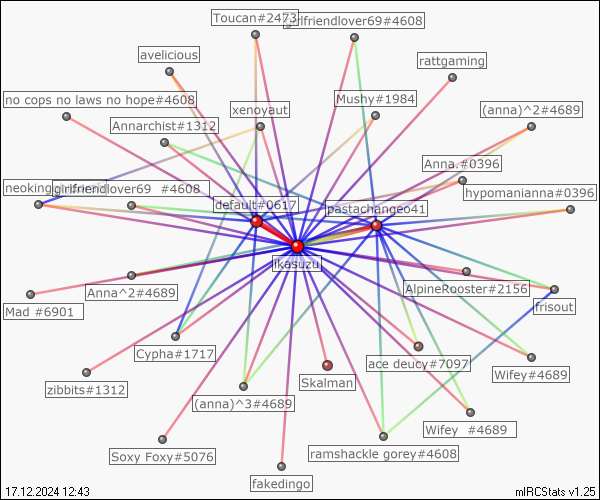 Toucan#2473
girlfriendlover69#4608
avelicious
rattgaming
no cops no laws no hope#4608
xenoyaut
Mushy#1984
(anna)^2#4689
Annarchist#1312
Anna.#0396
neokingg
girlfriendlover69 #4608
hypomanianna#0396
default#0617
pastachange641
ikasuzu
Anna^2#4689
AlpineRooster#2156
Mad #6901
frisout
Cypha#1717
ace deucy#7097
Wifey#4689
zibbits#1312
Skalman
(anna)^3#4689
Wifey #4689
Soxy Foxy#5076
ramshackle gorey#4608
fakedingo
17.12.2024 12:43
mIRCStats v1.25